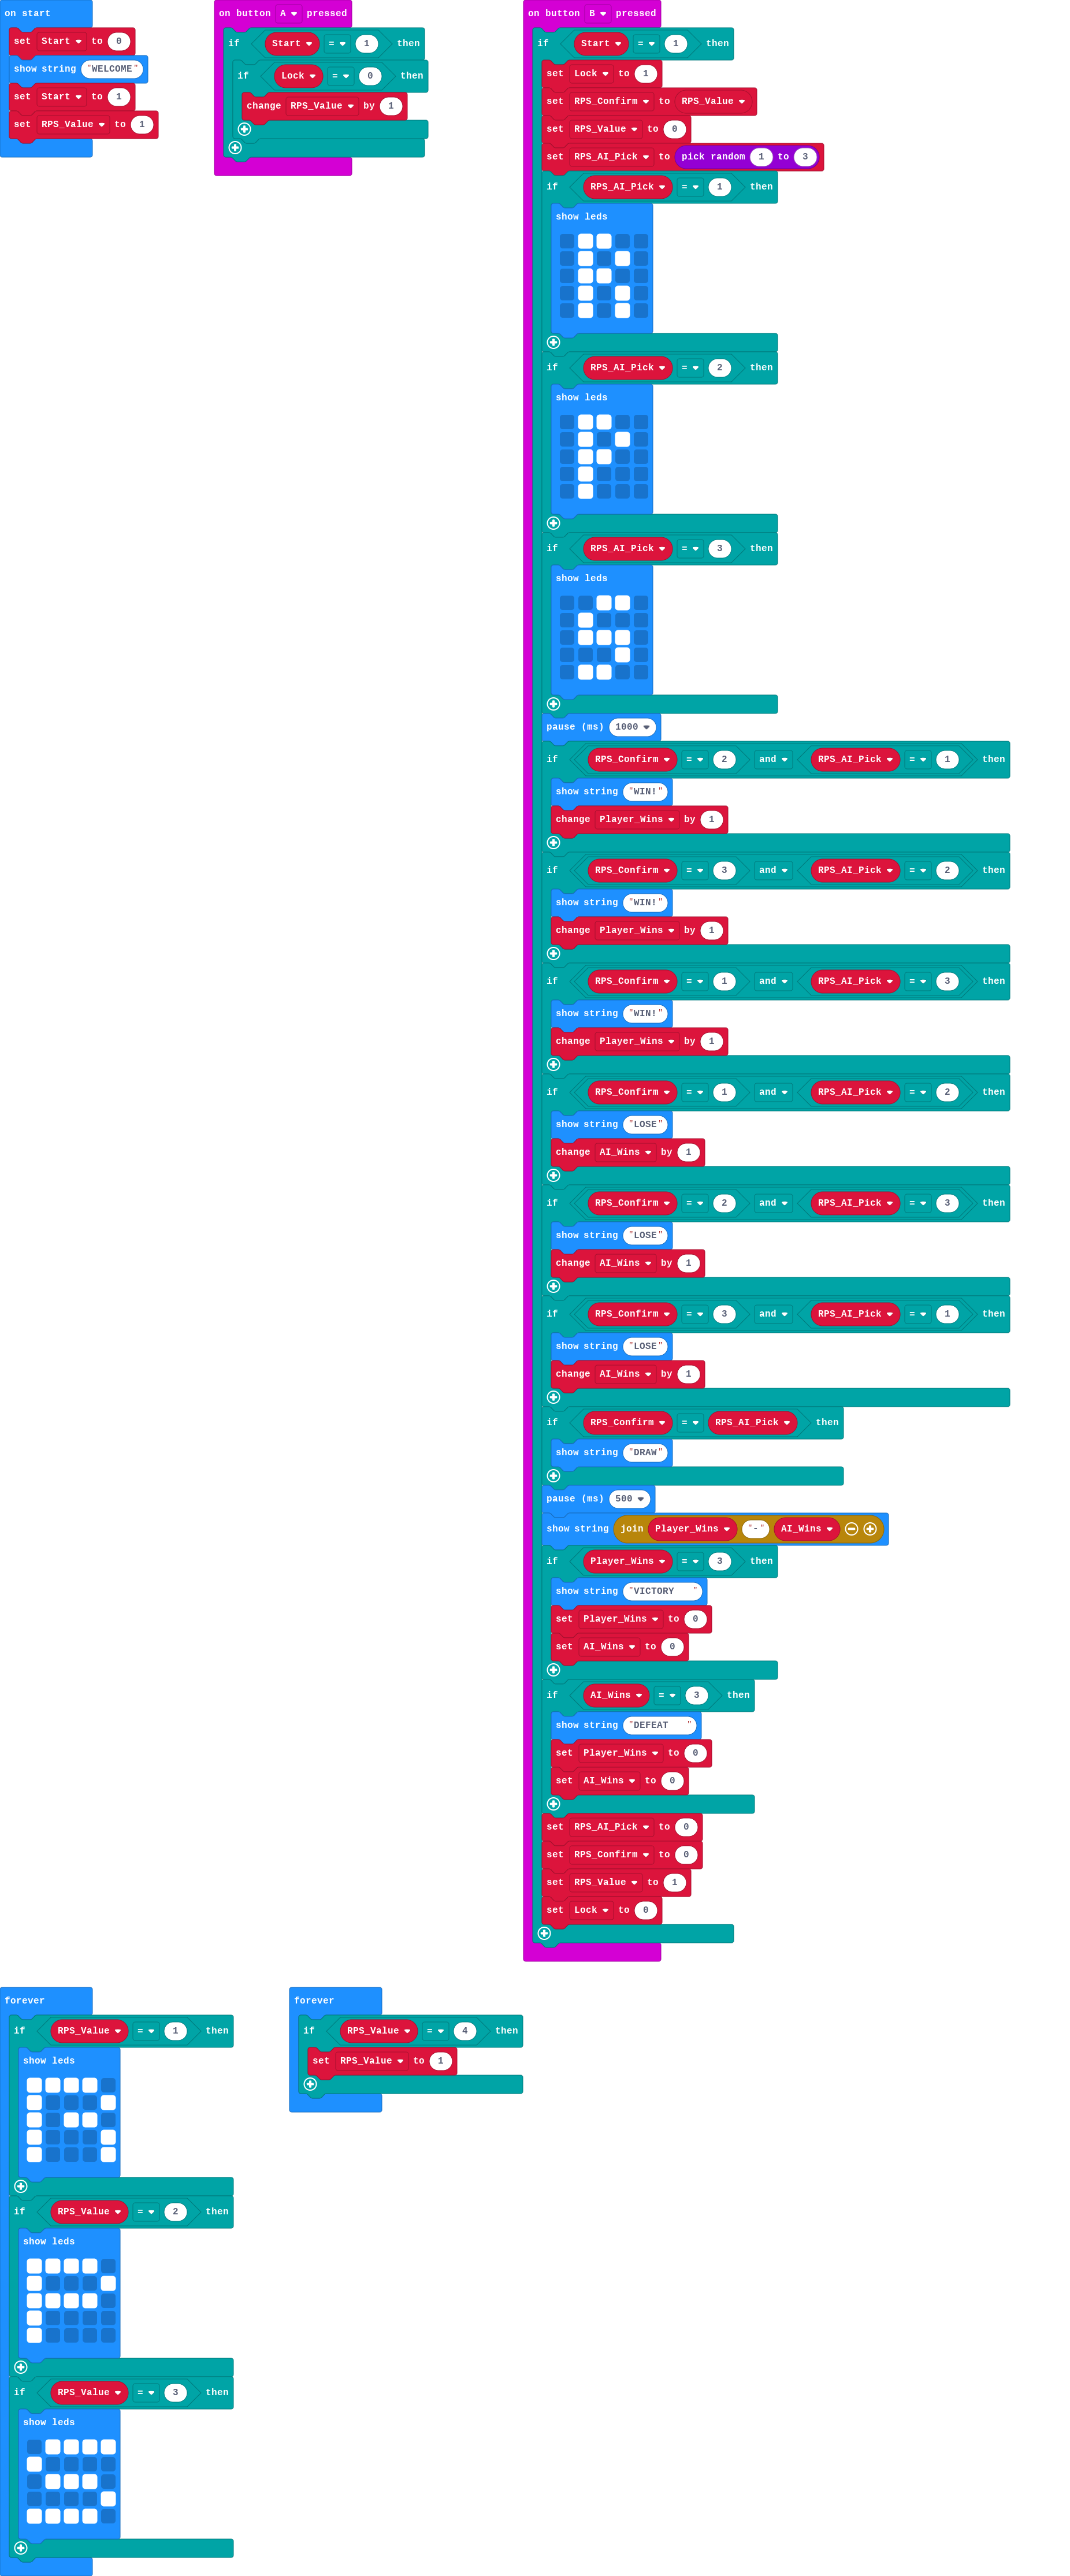 on start
set Start to 0
show string "WELCOME"
set Start to 1
set RPS_Value to 1
on button A pressed
if Start = 1 then
if Lock = 0 then
change RPS_Value by 1
on button B pressed
if Start = 1 then
set Lock to 1
set RPS_Confirm to RPS_Value
set RPS_Value to 0
set RPS_AI_Pick to pick random 1 to 3
if RPS_AI_Pick = 1 then
show leds
if RPS_AI_Pick = 2 then
show leds
if RPS_AI_Pick = 3 then
show leds
pause (ms) 1000
if RPS_Confirm = 2 and RPS_AI_Pick = 1 then
show string "WIN!"
change Player_Wins by 1
if RPS_Confirm = 3 and RPS_AI_Pick = 2 then
show string "WIN!"
change Player_Wins by 1
if RPS_Confirm = 1 and RPS_AI_Pick = 3 then
show string "WIN!"
change Player_Wins by 1
if RPS_Confirm = 1 and RPS_AI_Pick = 2 then
show string "LOSE"
change AI_Wins by 1
if RPS_Confirm = 2 and RPS_AI_Pick = 3 then
show string "LOSE"
change AI_Wins by 1
if RPS_Confirm = 3 and RPS_AI_Pick = 1 then
show string "LOSE"
change AI_Wins by 1
if RPS_Confirm = RPS_AI_Pick then
show string "DRAW"
pause (ms) 500
show string join Player_Wins "-" AI_Wins
if Player_Wins = 3 then
show string "VICTORY "
set Player_Wins to 0
set AI_Wins to 0
if AI_Wins = 3 then
show string "DEFEAT "
set Player_Wins to 0
set AI_Wins to 0
set RPS_AI_Pick to 0
set RPS_Confirm to 0
set RPS_Value to 1
set Lock to 0
forever
if RPS_Value = 1 then
show leds
if RPS_Value = 2 then
show leds
if RPS_Value = 3 then
show leds
forever
if RPS_Value = 4 then
set RPS_Value to 1